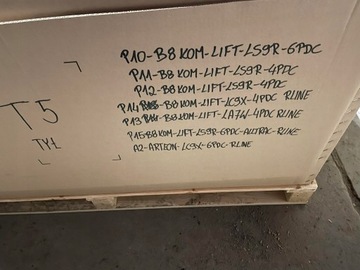 P10-B8 KOM-LIFT-LS9R-6PDC
P11-B8 KOM-LIFT-LS9R-4PDC
P12-B8 KOM-LIFT-LS9R-4PDC
P14 -B8 KOM-LIFT-LC9X-4PDC RLINE
P13 -B8 KOM-LIFT-LA7W-4PDC RLINE
P15-B8 KOM-LIFT-LS9R-6PDC-ALLTRAC-RLINE
A2-ARTEON-LC9X-6PDC-RLINE
T5
TYŁ